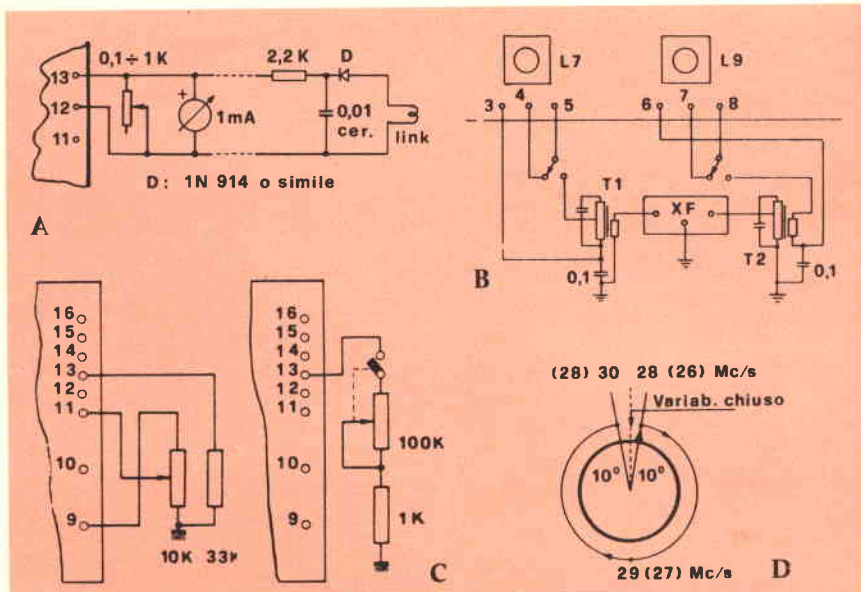 0,1÷1K
2,2K
D
13
12
11
+
1mA
0,01
cer.
link
D: 1N 914 o simile
A
L7
L9
3 4 5 6 7 8
T1
XF
T2
0,1
0,1
B
16
15
14
13
12
11
10
9
10K 33K
16
15
14
13
12
11
10
9
100K
1K
C
(28) 30 28 (26) Mc/s
Variab. chiuso
10° 10°
29 (27) Mc/s
D